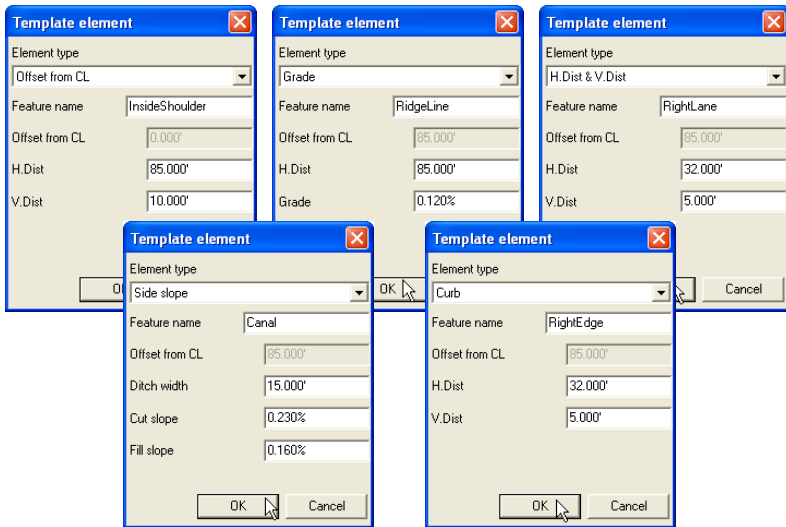 Template element
Element type
Offset from CL
Feature name InsideShoulder
Offset from CL 0.000'
H.Dist 85.000'
V.Dist 10.000'
Template element
Element type
Grade
Feature name RidgeLine
Offset from CL 85.000'
H.Dist 85.000'
Grade 0.120%
OK
Template element
Element type
H.Dist & V.Dist
Feature name RightLane
Offset from CL 85.000'
H.Dist 32.000'
V.Dist 5.000'
Cancel
Template element
Element type
Side slope
Feature name Canal
Offset from CL 85.000'
Ditch width 15.000'
Cut slope 0.230%
Fill slope 0.160%
OK Cancel
Template element
Element type
Curb
Feature name RightEdge
Offset from CL 85.000'
H.Dist 32.000'
V.Dist 5.000'
OK Cancel